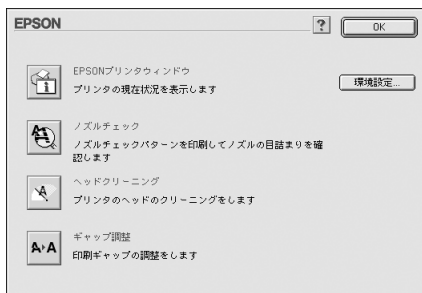 EPSON
?
OK
EPSONプリンタウィンドウ
プリンタの現在状況を表示します
環境設定...
ノズルチェック
ノズルチェックパターンを印刷してノズルの目詰まりを確
認します
ヘッドクリーニング
プリンタのヘッドのクリーニングをします
A▸A
ギャップ調整
印刷ギャップの調整をします